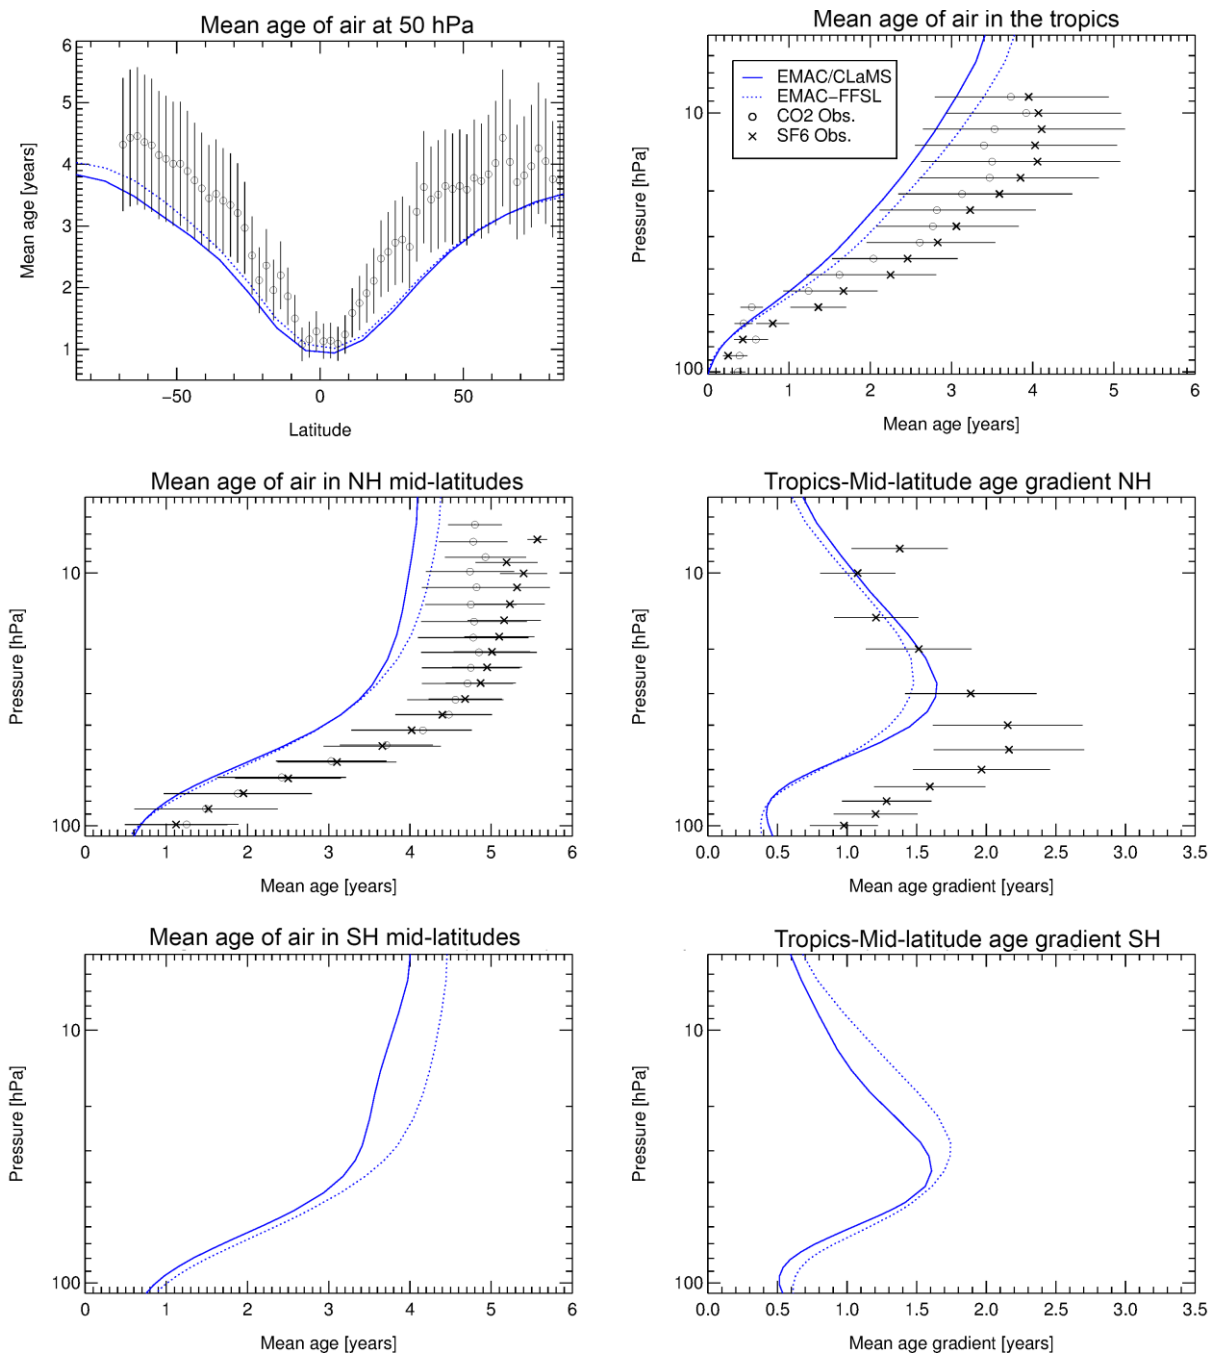 Mean age of air at 50 hPa
6
5
4
3
2
1
Mean age [years]
−50
0
50
Latitude
Mean age of air in the tropics
EMAC/CLaMS
EMAC−FFSL
CO2 Obs.
SF6 Obs.
10
100
Pressure [hPa]
0
1
2
3
4
5
6
Mean age [years]
Mean age of air in NH mid-latitudes
10
100
Pressure [hPa]
0
1
2
3
4
5
6
Mean age [years]
Tropics-Mid-latitude age gradient NH
10
100
Pressure [hPa]
0.0
0.5
1.0
1.5
2.0
2.5
3.0
3.5
Mean age gradient [years]
Mean age of air in SH mid-latitudes
10
100
Pressure [hPa]
0
1
2
3
4
5
6
Mean age [years]
Tropics-Mid-latitude age gradient SH
10
100
Pressure [hPa]
0.0
0.5
1.0
1.5
2.0
2.5
3.0
3.5
Mean age gradient [years]